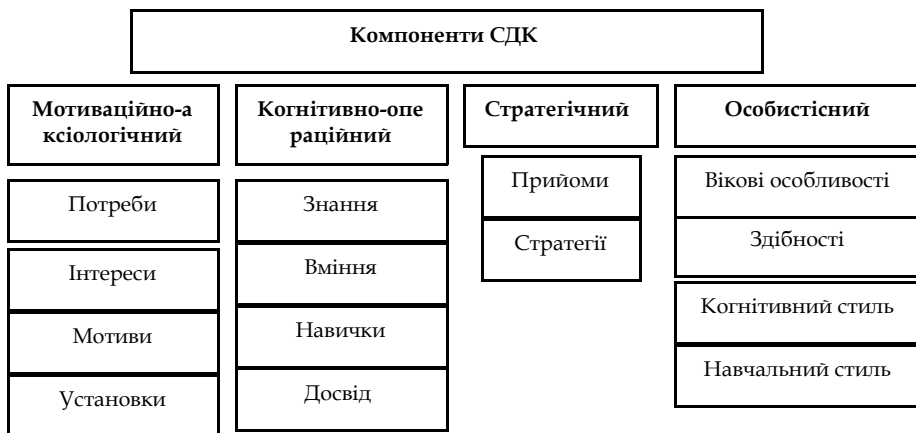 Компоненти СДК
Мотиваційно-а
ксіологічний
Когнітивно-опе
раційний
Стратегічний
Особистісний
Потреби
Інтереси
Мотиви
Установки
Знання
Вміння
Навички
Досвід
Прийоми
Стратегії
Вікові особливості
Здібності
Когнітивний стиль
Навчальний стиль